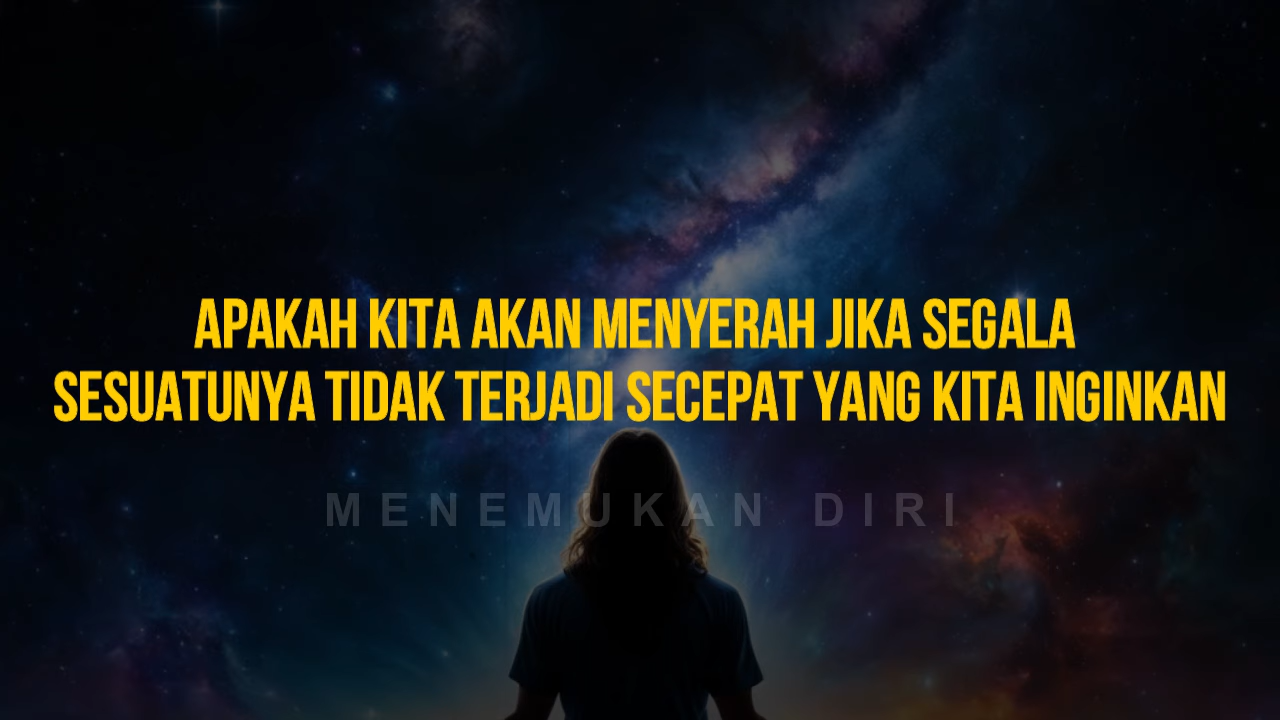 APAKAH KITA AKAN MENYERAH JIKA SEGALA
SESUATUNYA TIDAK TERJADI SECEPAT YANG KITA INGINKAN
MENEMUKAN DIRI